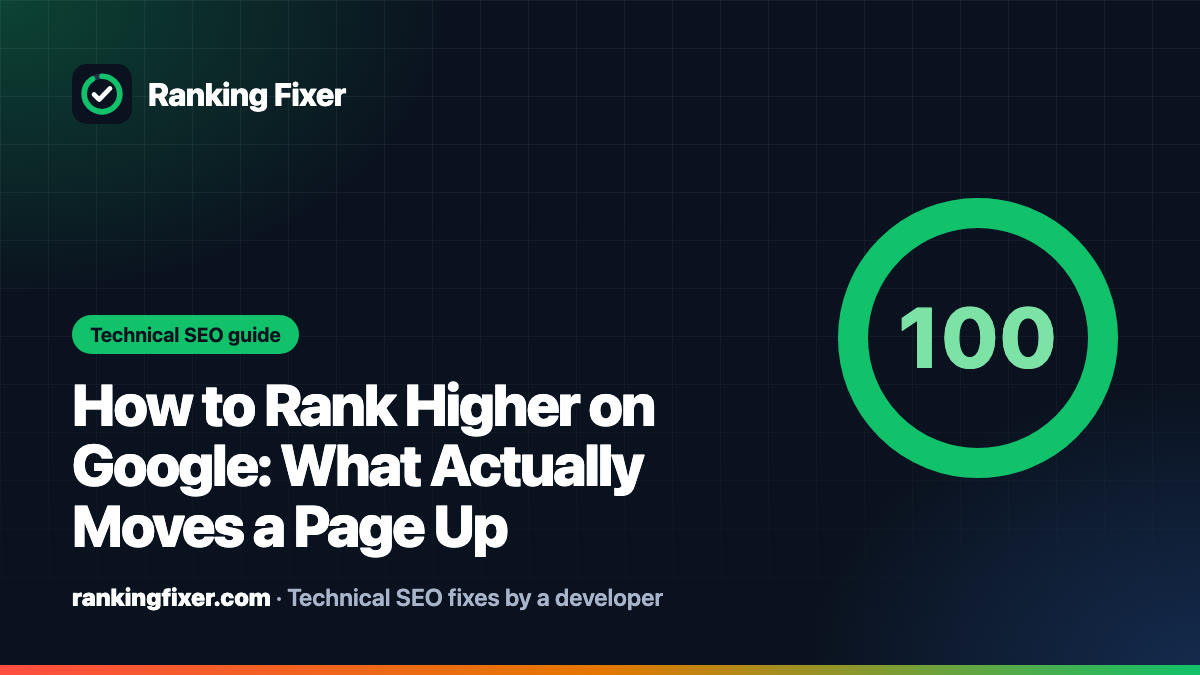 Ranking Fixer
Technical SEO guide
How to Rank Higher on
Google: What Actually
Moves a Page Up
rankingfixer.com · Technical SEO fixes by a developer
100